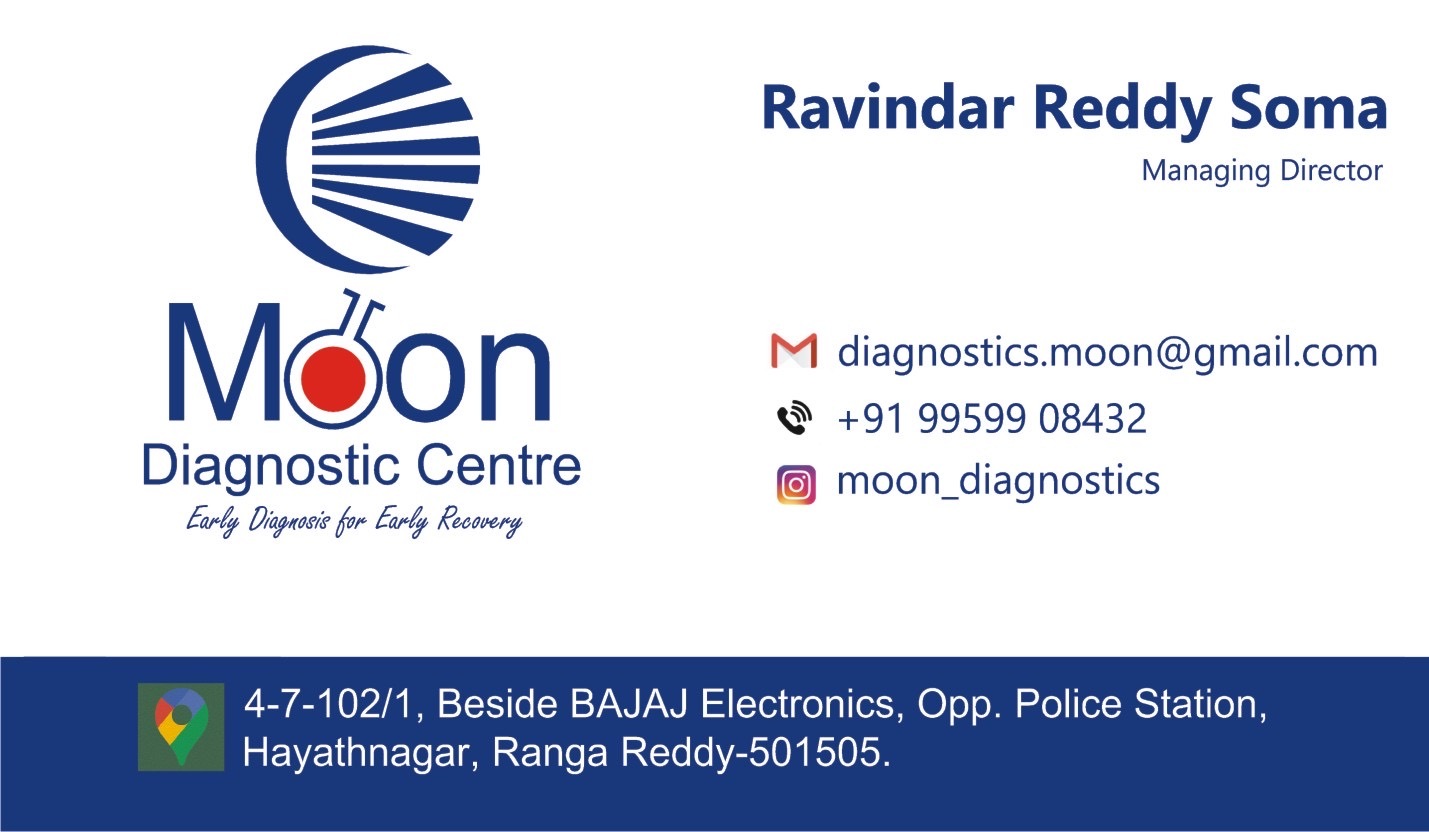 Moon
Diagnostic Centre
Early Diagnosis for Early Recovery
Ravindar Reddy Soma
Managing Director
diagnostics.moon@gmail.com
+91 99599 08432
moon_diagnostics
4-7-102/1, Beside BAJAJ Electronics, Opp. Police Station,
Hayathnagar, Ranga Reddy-501505.